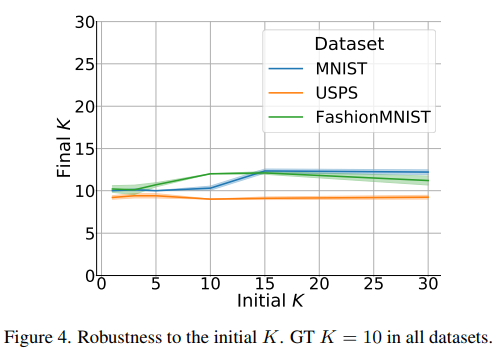 30
25
20
15
10
5
0
Final K
0 5 10 15 20 25 30
Initial K
Dataset
MNIST
USPS
FashionMNIST
Figure 4. Robustness to the initial K. GT K = 10 in all datasets.